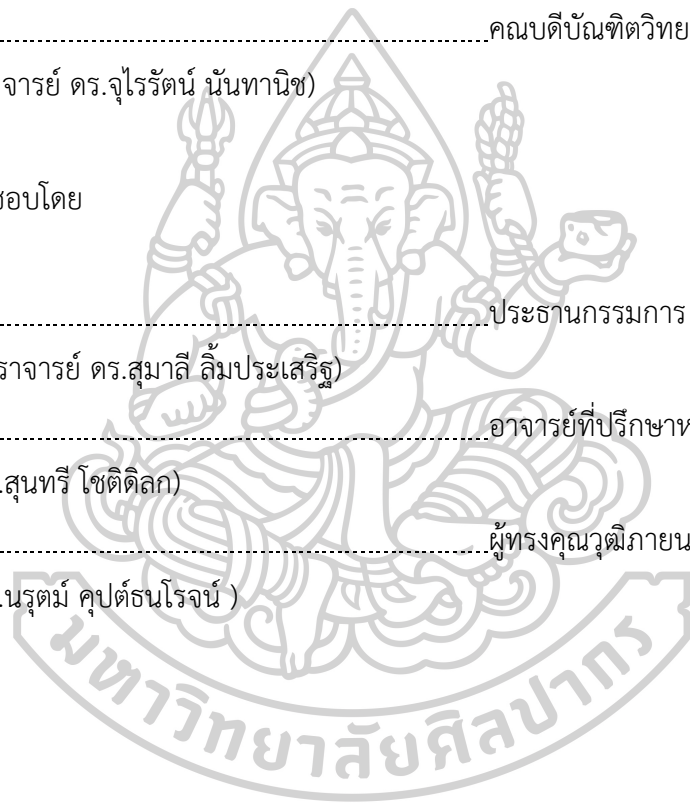 คณบดีบัณฑิตวิทย
จารย์ ดร.จุไรรัตน์ นันทานิช)
ชอบโดย
ประธานกรรมการ
ราจารย์ ดร.สุมาลี ลิ้มประเสริฐ)
อาจารย์ที่ปรึกษาห
.สุนทรี โชติดิลก)
ผู้ทรงคุณวุฒิภายน
.นรุตม์ คุปต์ธนโรจน์ )
มหาวิทยาลัยศิลปากร